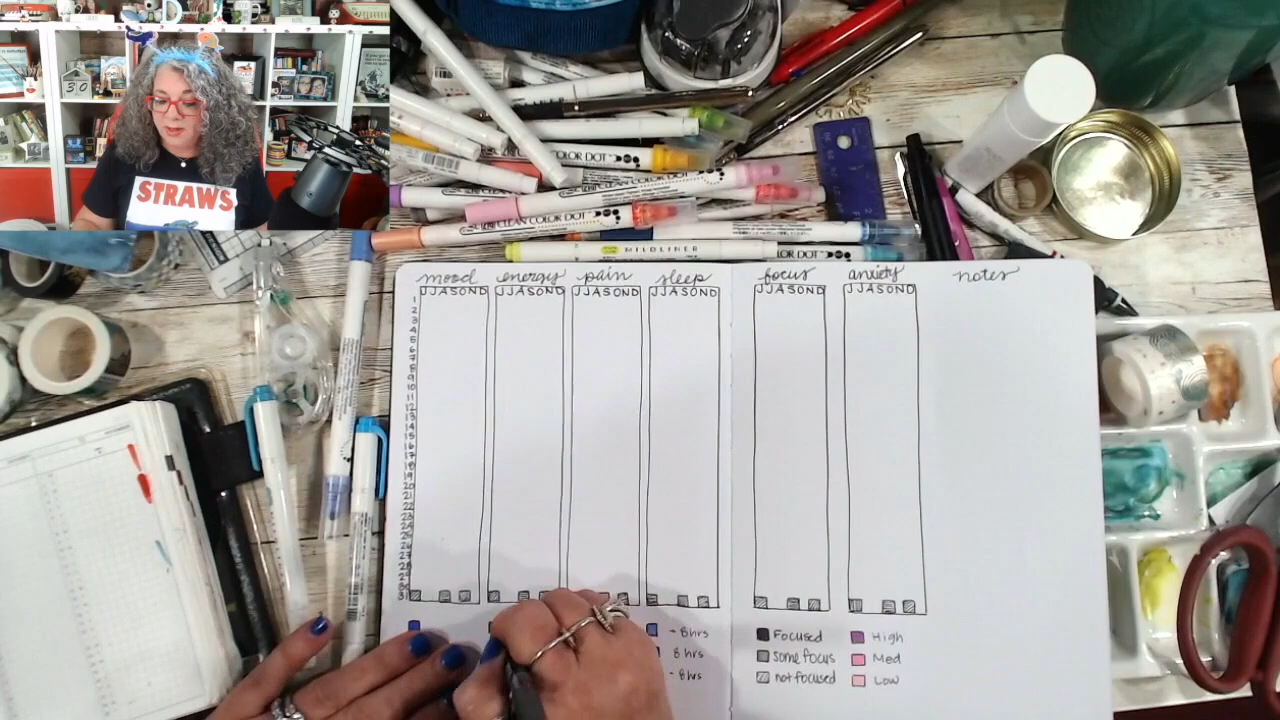 30
STRAWS
COLOR DOT
CLEAN COLOR DOT
CLEAN COLOR DOT
MILDLINER
mood energy pain sleep focus anxiety notes
JJASOND JJASOND JJASOND JJASOND JJASOND JJASOND
1
2
3
4
5
6
7
8
9
10
11
12
13
14
15
16
17
18
19
20
21
22
23
24
25
26
27
28
29
30
31
- 8hrs
8 hrs
- 8hrs
Focused
some focus
not focused
High
Med
Low